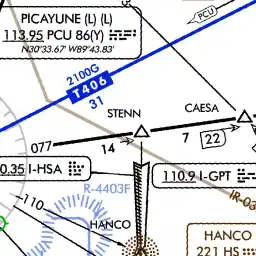 PICAYUNE (L) (L)
113.95 PCU 86(Y)
N30°33.67' W89°43.83'
PCU
2100G
T406
31
STENN
CAESA
077
14
7
22
0.35 I-HSA
110.9 I-GPT
R-4403F
IR-03
110
HANCO
HANCO
221 HS